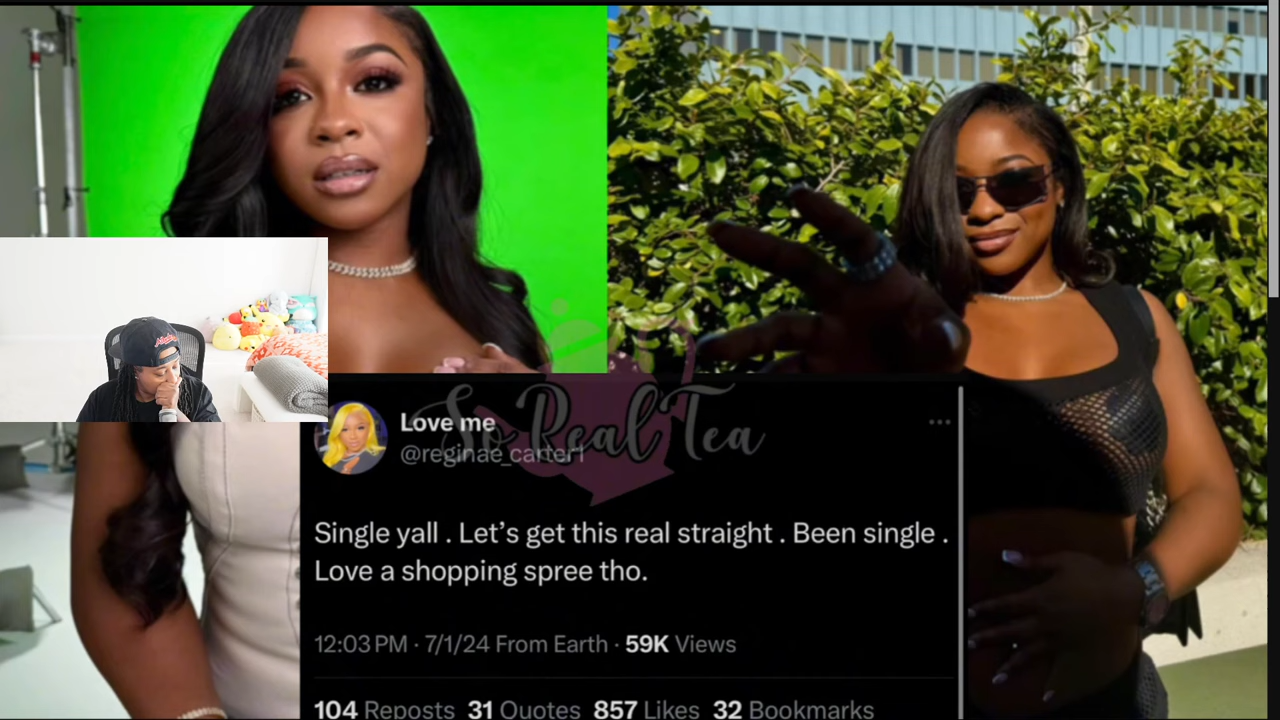 So Real Tea
Love me
@reginae_carter1
Single yall . Let’s get this real straight . Been single .
Love a shopping spree tho.
12:03 PM · 7/1/24 From Earth · 59K Views
104 Reposts 31 Quotes 857 Likes 32 Bookmarks